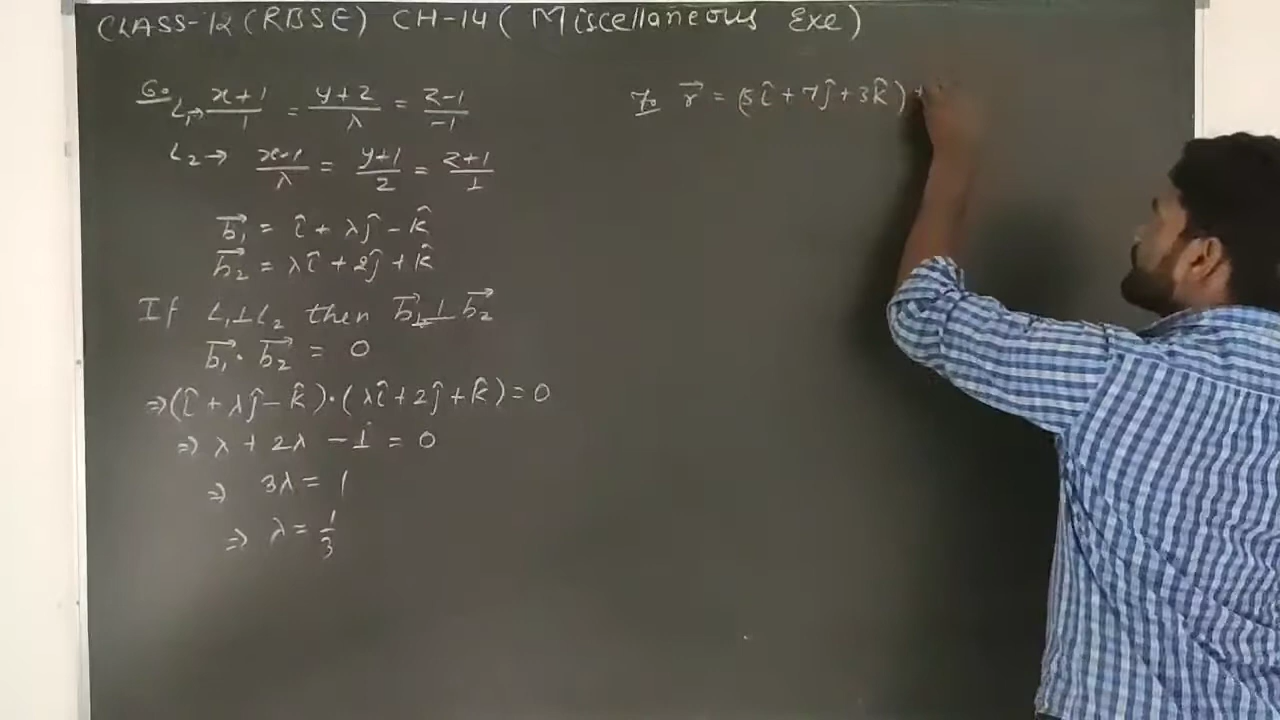 CLASS-12 (RBSE) CH-14 ( Miscellaneous Exe)
6. L₁→ (x+1)/1 = (y+2)/λ = (z-1)/-1
L₂→ (x-1)/λ = (y+1)/2 = (z+1)/1
b₁⃗ = î + λĵ - k̂
b₂⃗ = λî + 2ĵ + k̂
If L₁⊥L₂ then b₁⃗ ⊥ b₂⃗
b₁⃗ · b₂⃗ = 0
⇒(î + λĵ - k̂)·(λî + 2ĵ + k̂) = 0
⇒ λ + 2λ - 1 = 0
⇒ 3λ = 1
⇒ λ = 1/3
7. r⃗ = (5î + 7ĵ + 3k̂) +